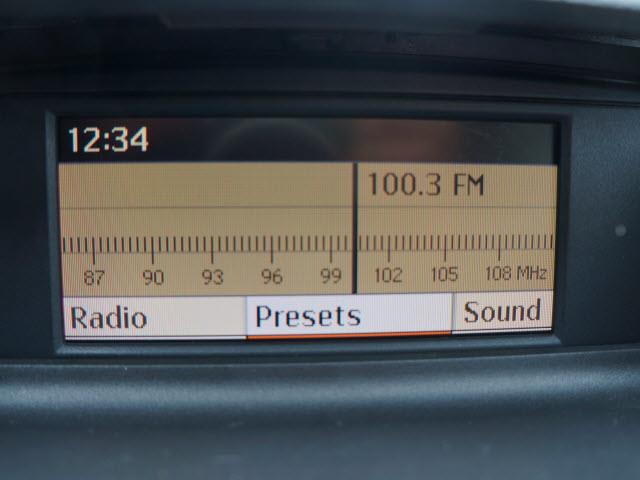 12:34
100.3 FM
87 90 93 96 99 102 105 108 MHz
Radio Presets Sound